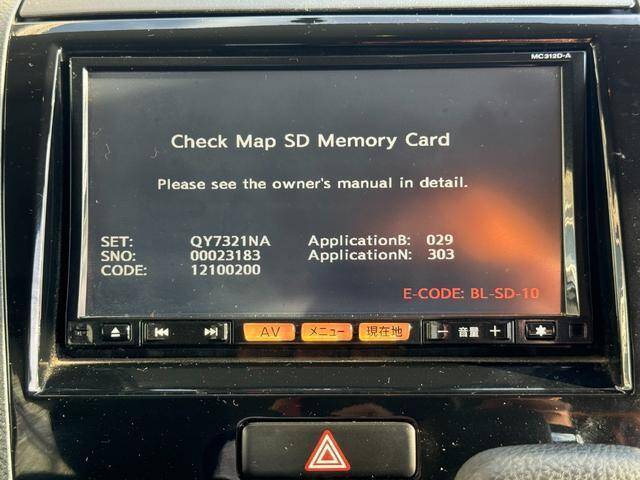 MC312D-A
Check Map SD Memory Card
Please see the owner's manual in detail.
SET: QY7321NA ApplicationB: 029
SNO: 00023183 ApplicationN: 303
CODE: 12100200
E-CODE: BL-SD-10
AV メニュー 現在地 － 音量 ＋